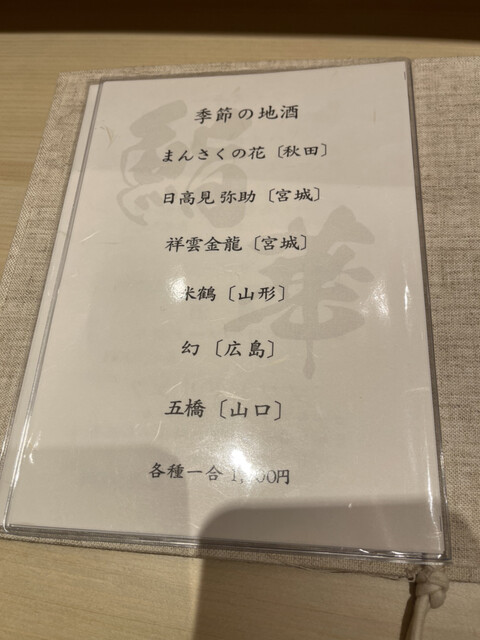 季節の地酒
まんさくの花〔秋田〕
日高見弥助〔宮城〕
祥雲金龍〔宮城〕
米鶴〔山形〕
幻〔広島〕
五橋〔山口〕
各種一合
鮨華